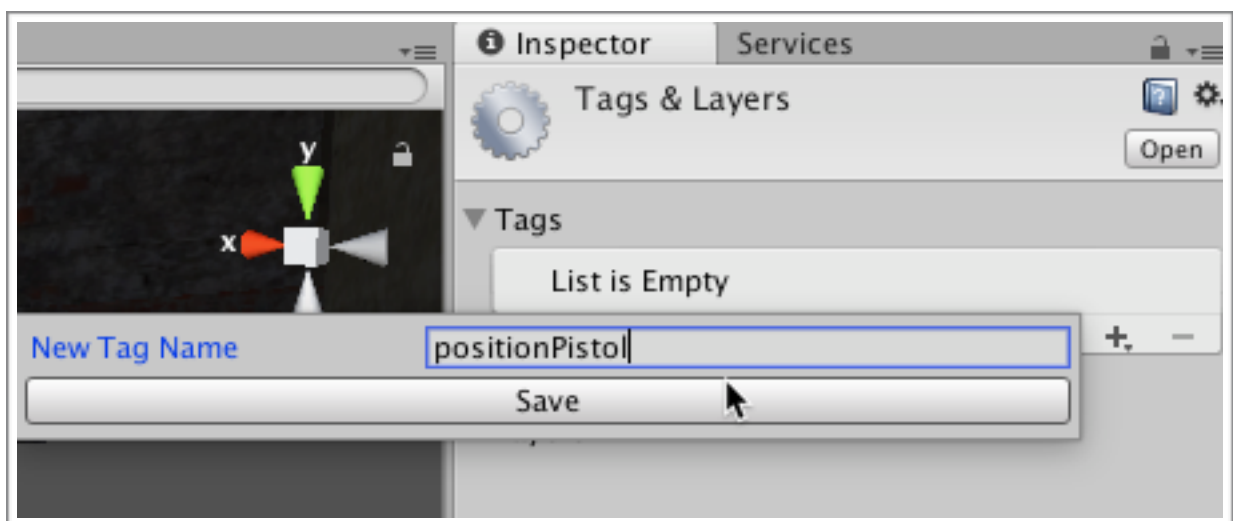 Inspector Services
Tags & Layers
Open
y
x
Tags
List is Empty
New Tag Name positionPistol
Save